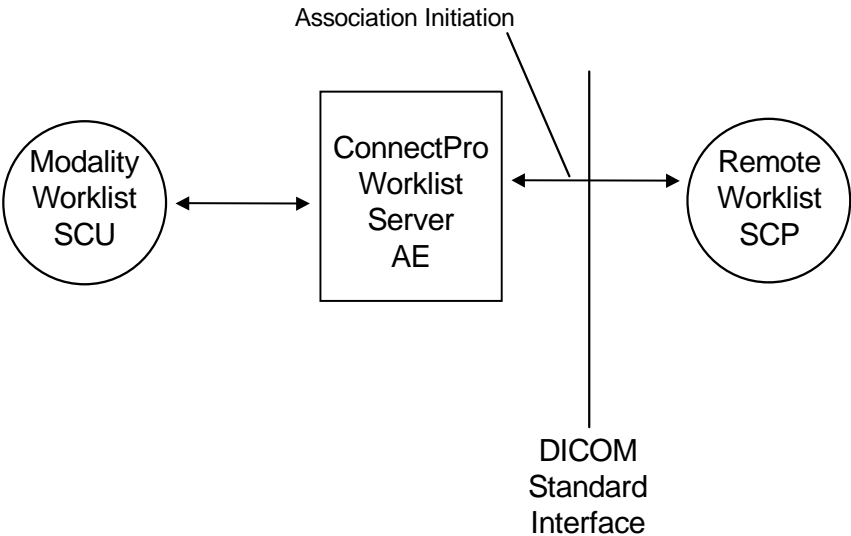 Association Initiation
Modality
Worklist
SCU
ConnectPro
Worklist
Server
AE
Remote
Worklist
SCP
DICOM
Standard
Interface